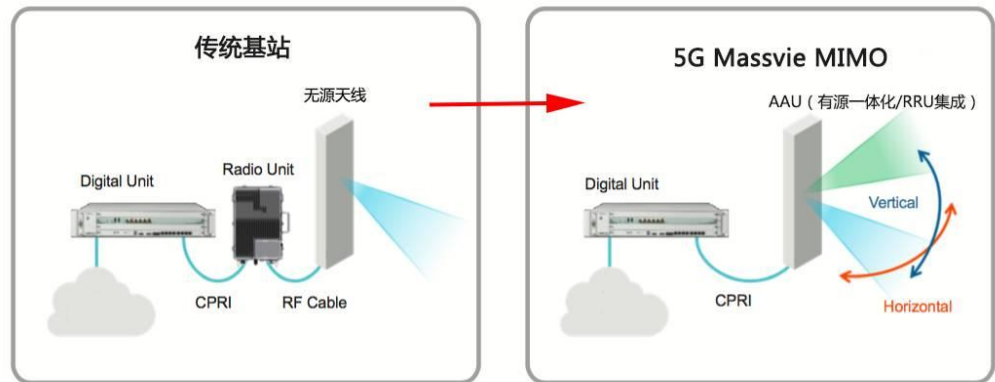 传统基站
无源天线
Radio Unit
Digital Unit
CPRI
RF Cable
5G Massvie MIMO
AAU（有源一体化/RRU集成）
Digital Unit
Vertical
CPRI
Horizontal